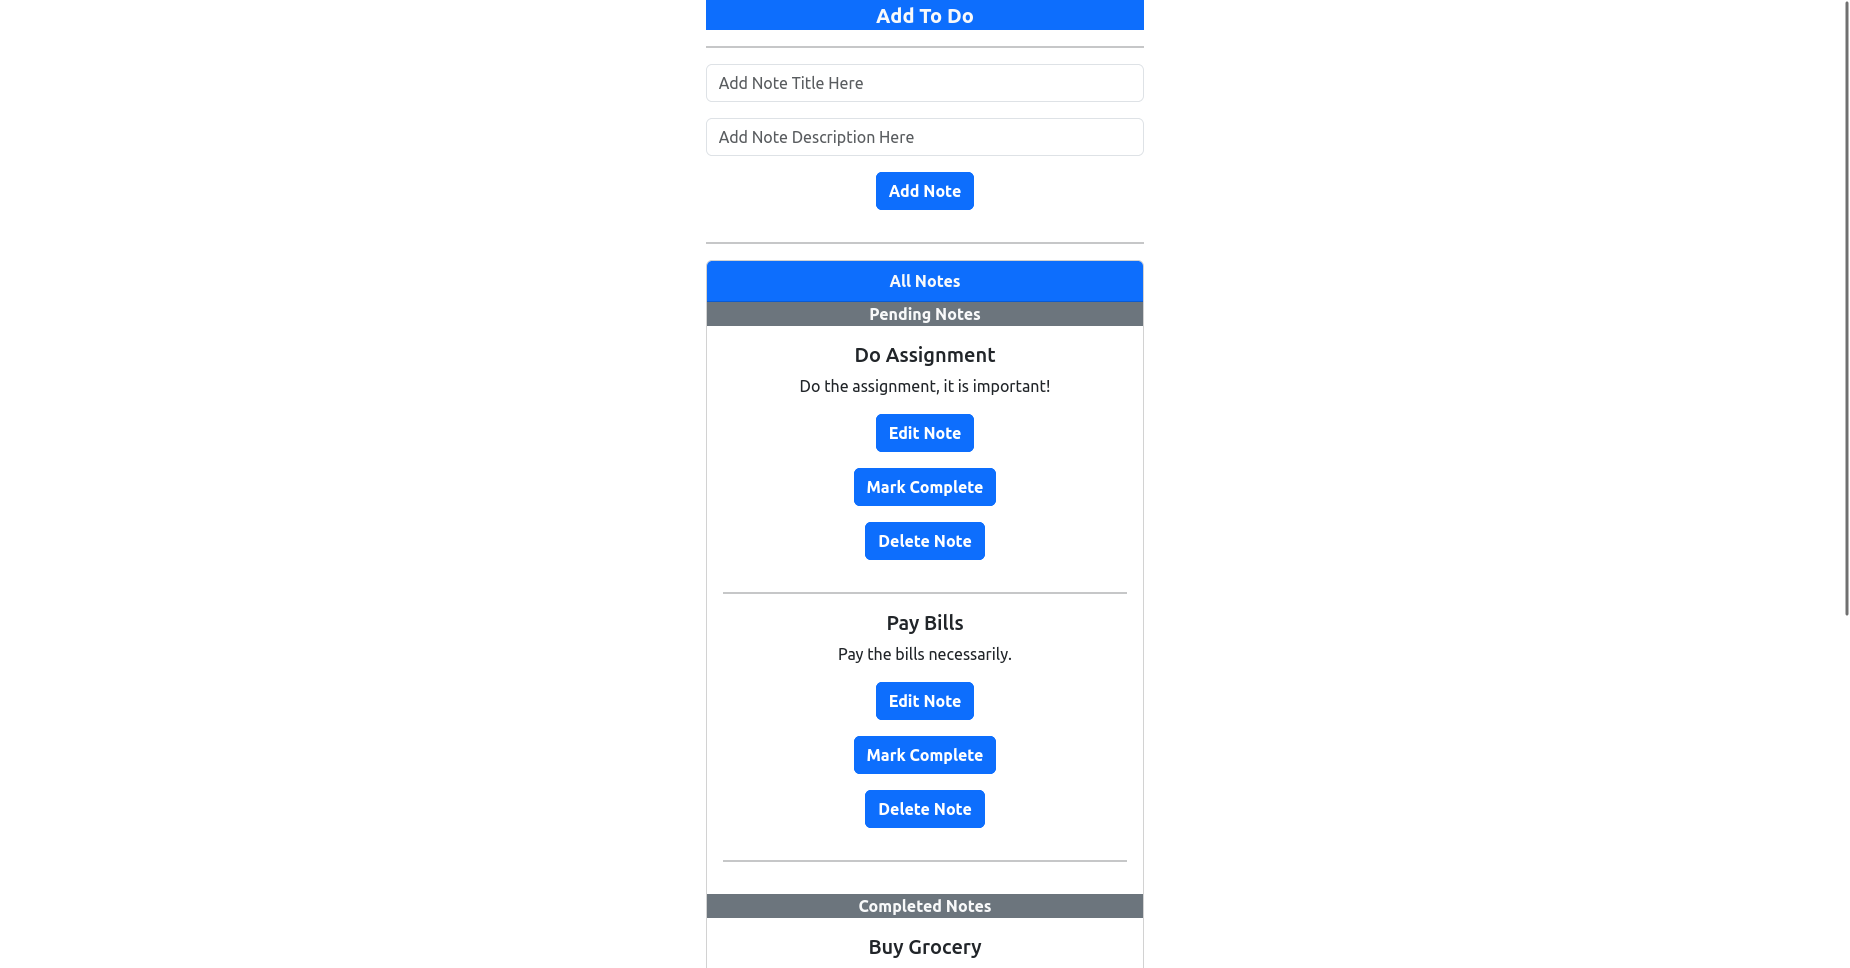 Add To Do
Add Note Title Here
Add Note Description Here
Add Note
All Notes
Pending Notes
Do Assignment
Do the assignment, it is important!
Edit Note
Mark Complete
Delete Note
Pay Bills
Pay the bills necessarily.
Edit Note
Mark Complete
Delete Note
Completed Notes
Buy Grocery